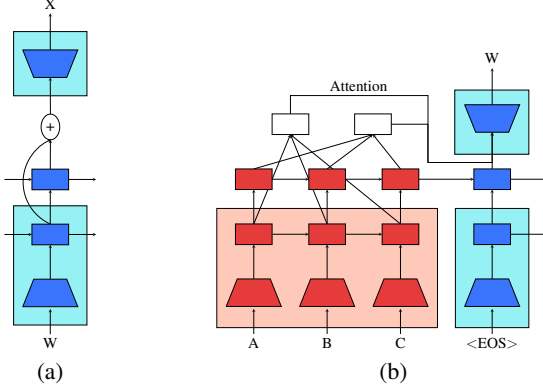 X
+
W
(a)
Attention
W
A B C <EOS>
(b)